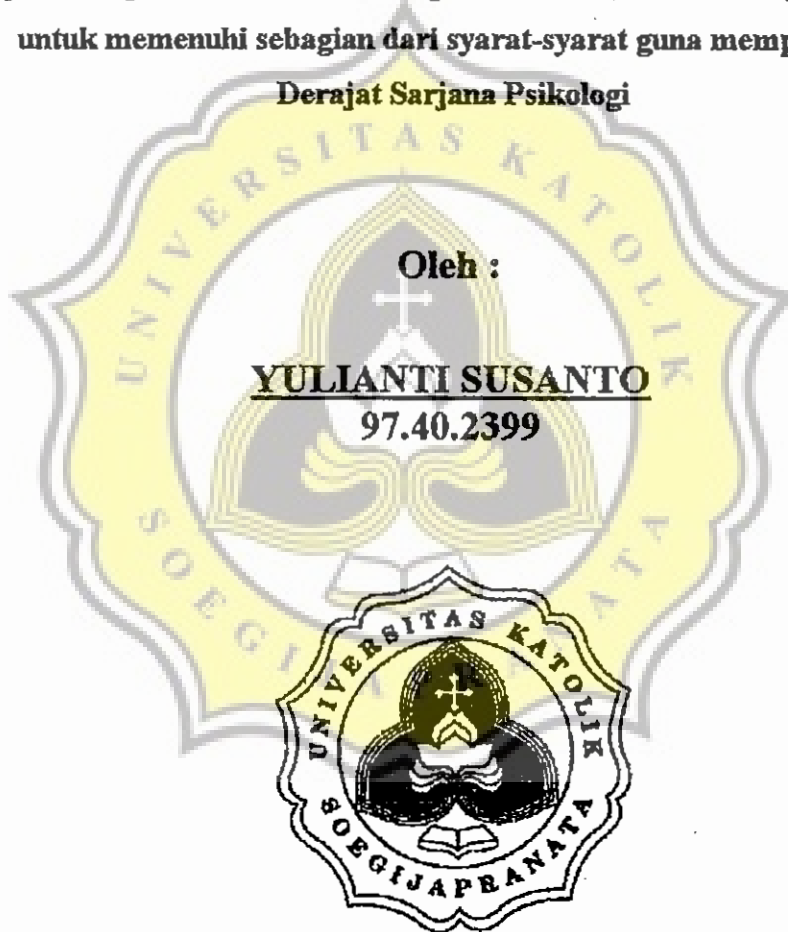 untuk memenuhi sebagian dari syarat-syarat guna memp
Derajat Sarjana Psikologi
Oleh :
YULIANTI SUSANTO
97.40.2399
UNIVERSITAS KATOLIK
SOEGIJAPRANATA
UNIVERSITAS KATOLIK
SOEGIJAPRANATA